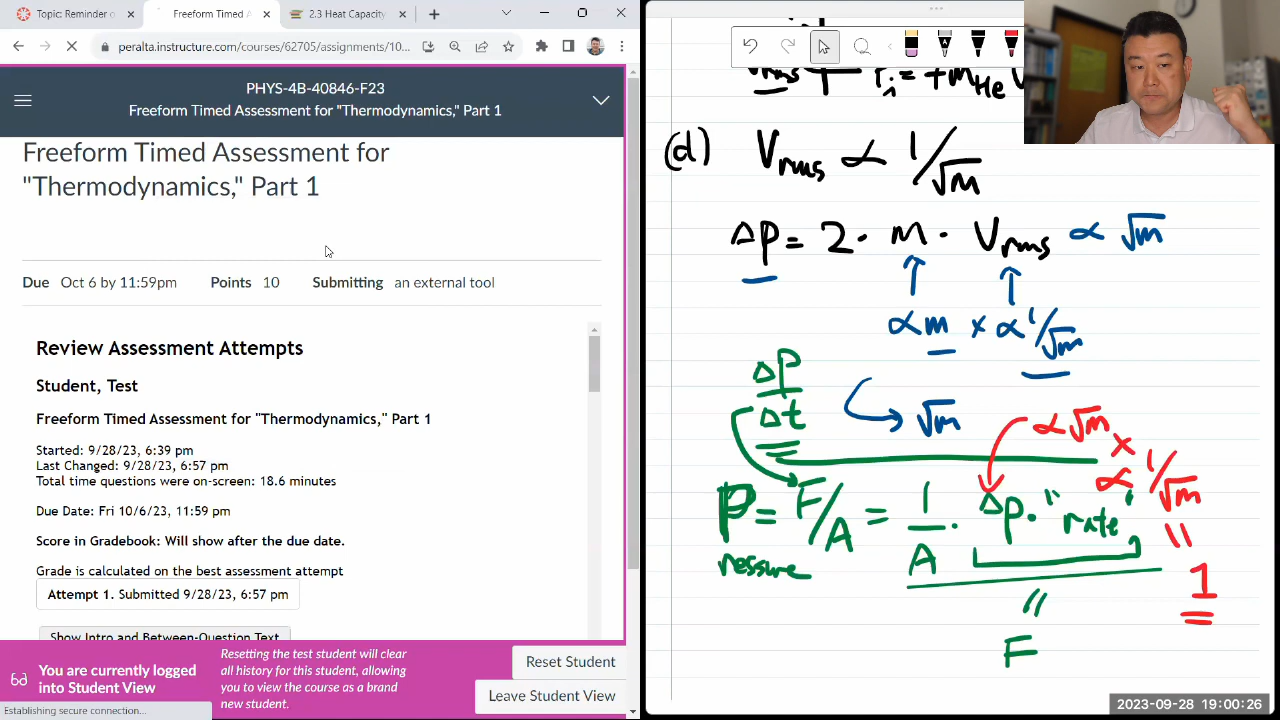 Topic: Reminder o
Freeform Timed A
2.3 Heat Capacit
peralta.instructure.com/courses/62705/assignments/10...
PHYS-4B-40846-F23
Freeform Timed Assessment for "Thermodynamics," Part 1
Freeform Timed Assessment for
"Thermodynamics," Part 1
Due Oct 6 by 11:59pm Points 10 Submitting an external tool
Review Assessment Attempts
Student, Test
Freeform Timed Assessment for "Thermodynamics," Part 1
Started: 9/28/23, 6:39 pm
Last Changed: 9/28/23, 6:57 pm
Total time questions were on-screen: 18.6 minutes
Due Date: Fri 10/6/23, 11:59 pm
Score in Gradebook: Will show after the due date.
Grade is calculated on the best assessment attempt
Attempt 1. Submitted 9/28/23, 6:57 pm
Show Intro and Between-Question Text
You are currently logged
into Student View
Resetting the test student will clear
all history for this student, allowing
you to view the course as a brand
new student.
Reset Student
Leave Student View
Establishing secure connection...
(d) Vrms ∝ 1/√m
Δp = 2 · m · Vrms ∝ √m
∝ m × ∝ 1/√m
√m
Δp
Δt
∝ √m × ∝ 1/√m = 1
P = F/A = 1/A · Δp · "rate"
ressure
= F
2023-09-28 19:00:26